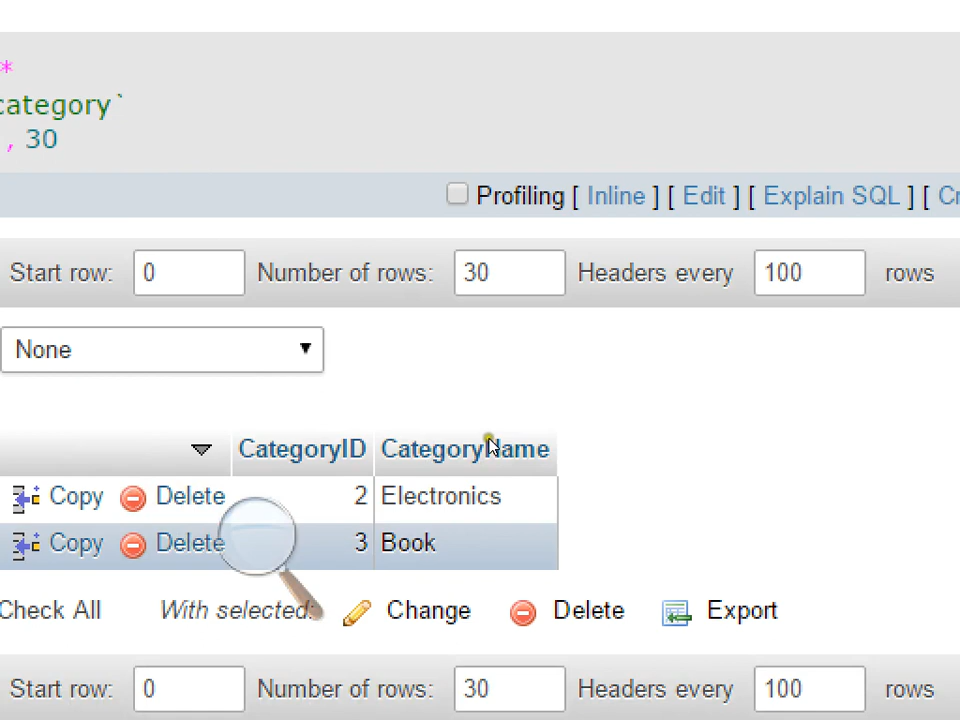 *
category`
, 30
Profiling [ Inline ] [ Edit ] [ Explain SQL ] [
Start row: 0 Number of rows: 30 Headers every 100 rows
None
CategoryID CategoryName
Copy Delete 2 Electronics
Copy Delete 3 Book
Check All With selected: Change Delete Export
Start row: 0 Number of rows: 30 Headers every 100 rows